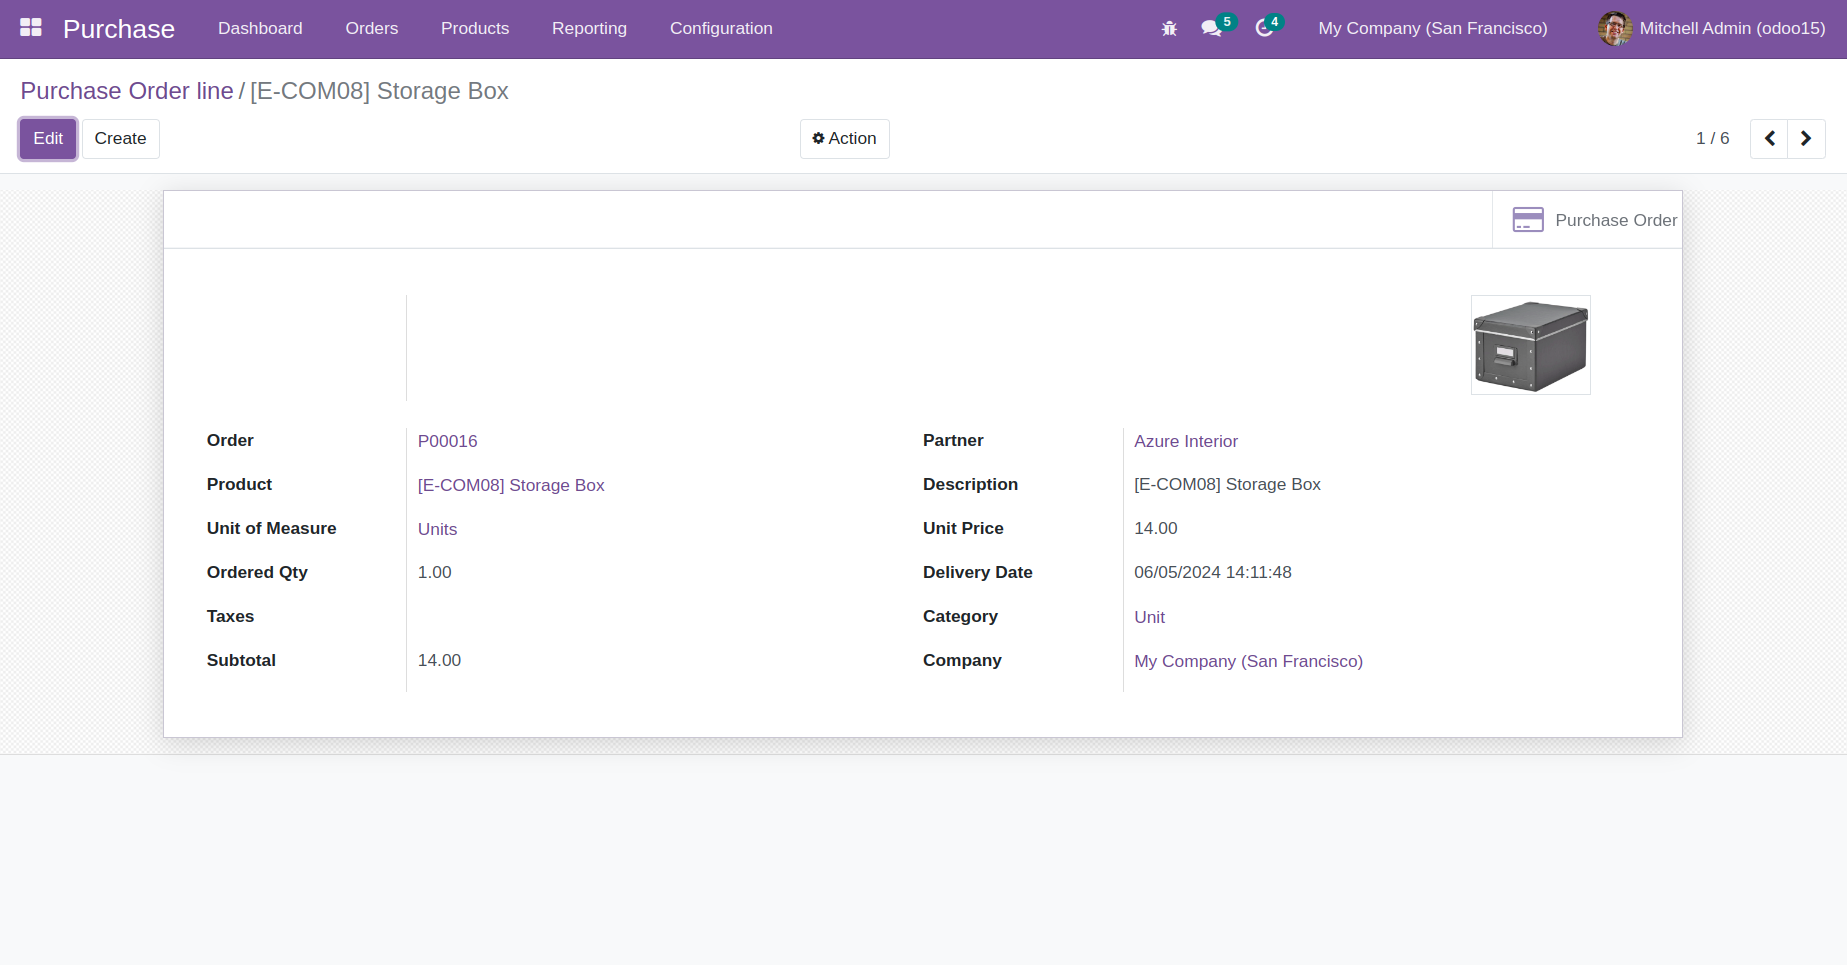 Purchase Dashboard Orders Products Reporting Configuration 5 4 My Company (San Francisco) Mitchell Admin (odoo15)
Purchase Order line / [E-COM08] Storage Box
Edit Create Action 1 / 6
Purchase Order
Order P00016 Partner Azure Interior
Product [E-COM08] Storage Box Description [E-COM08] Storage Box
Unit of Measure Units Unit Price 14.00
Ordered Qty 1.00 Delivery Date 06/05/2024 14:11:48
Taxes Category Unit
Subtotal 14.00 Company My Company (San Francisco)